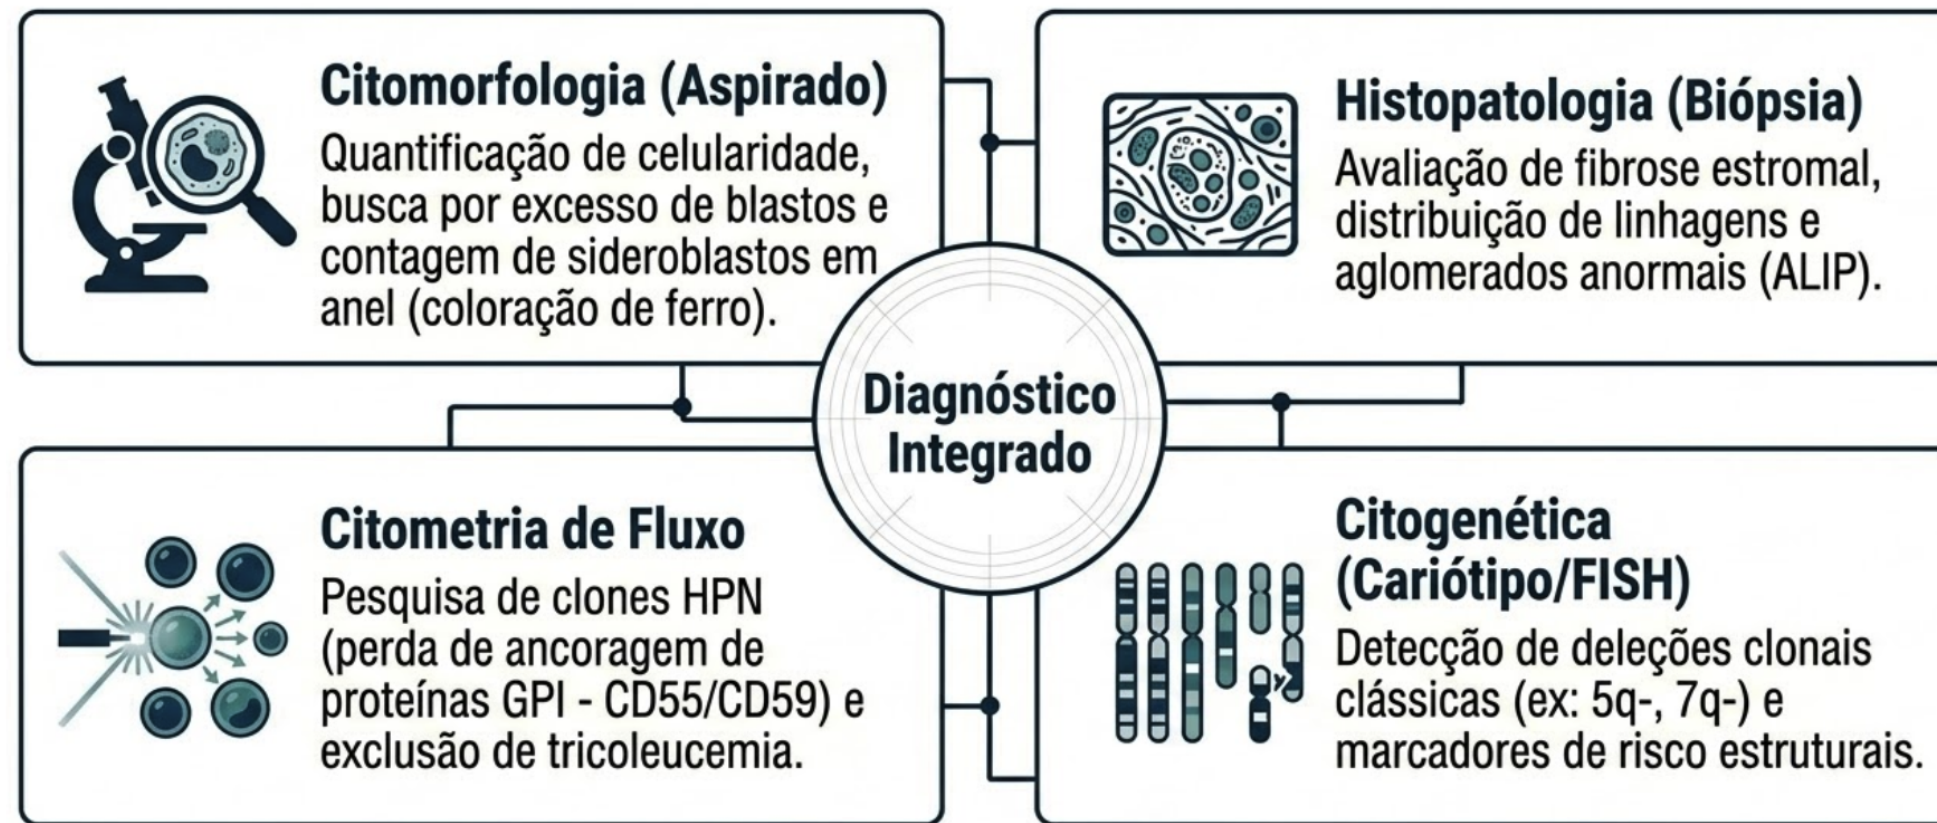 Citomorfologia (Aspirado)
Quantificação de celularidade,
busca por excesso de blastos e
contagem de sideroblastos em
anel (coloração de ferro).
Histopatologia (Biópsia)
Avaliação de fibrose estromal,
distribuição de linhagens e
aglomerados anormais (ALIP).
Diagnóstico
Integrado
Citometria de Fluxo
Pesquisa de clones HPN
(perda de ancoragem de
proteínas GPI - CD55/CD59) e
exclusão de tricoleucemia.
Citogenética
(Cariótipo/FISH)
Detecção de deleções clonais
clássicas (ex: 5q-, 7q-) e
marcadores de risco estruturais.